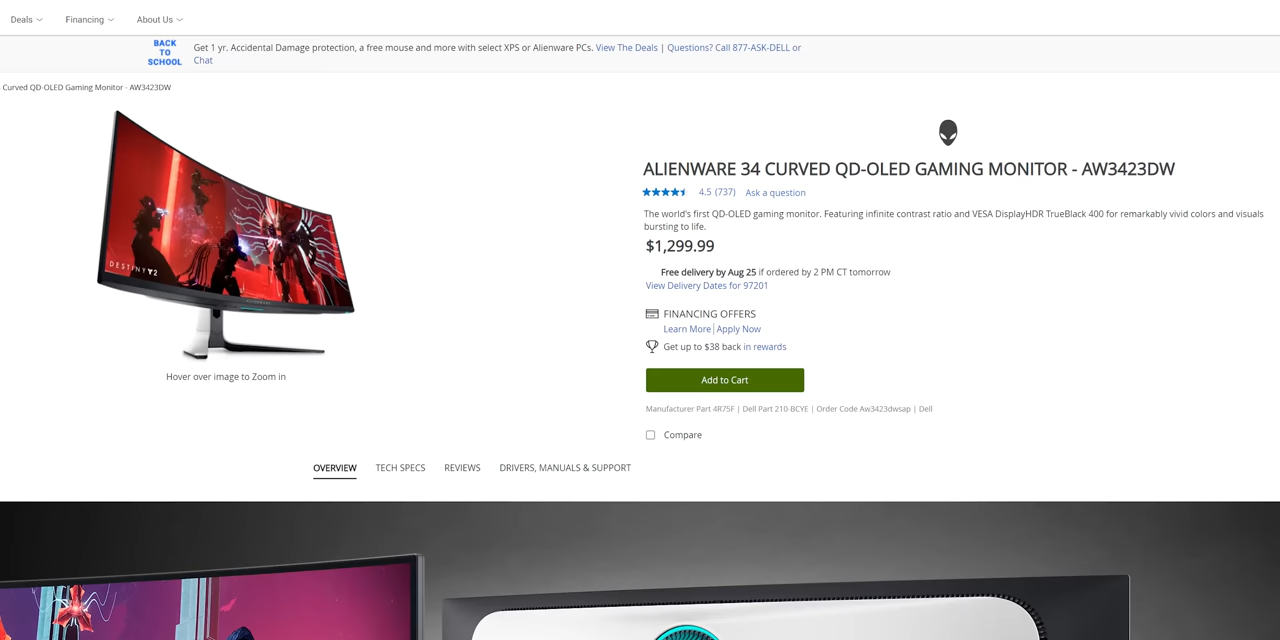 Deals Financing About Us
BACK
TO
SCHOOL
Get 1 yr. Accidental Damage protection, a free mouse and more with select XPS or Alienware PCs. View The Deals | Questions? Call 877-ASK-DELL or
Chat
Curved QD-OLED Gaming Monitor - AW3423DW
DESTINY 2
ALIENWARE
Hover over image to Zoom in
ALIENWARE 34 CURVED QD-OLED GAMING MONITOR - AW3423DW
4.5 (737) Ask a question
The world's first QD-OLED gaming monitor. Featuring infinite contrast ratio and VESA DisplayHDR TrueBlack 400 for remarkably vivid colors and visuals
bursting to life.
$1,299.99
Free delivery by Aug 25 if ordered by 2 PM CT tomorrow
View Delivery Dates for 97201
FINANCING OFFERS
Learn More | Apply Now
Get up to $38 back in rewards
Add to Cart
Manufacturer Part 4R75F | Dell Part 210-BCYE | Order Code Aw3423dwsap | Dell
Compare
OVERVIEW TECH SPECS REVIEWS DRIVERS, MANUALS & SUPPORT